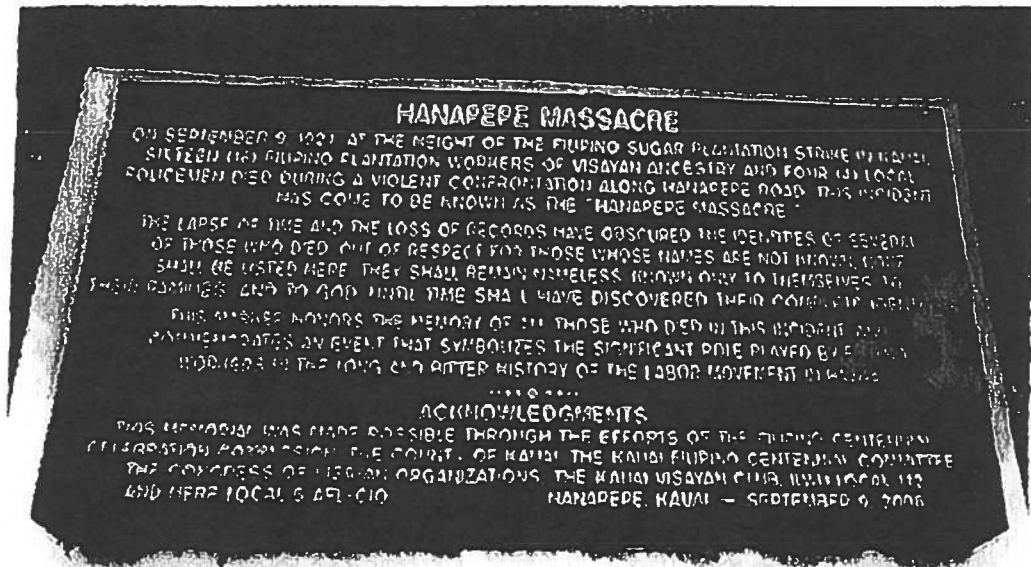 HANAPEPE MASSACRE
ON SEPTEMBER 9, 1924, AT THE HEIGHT OF THE FILIPINO SUGAR PLANTATION STRIKE IN KAUAI,
SIXTEEN (16) FILIPINO PLANTATION WORKERS OF VISAYAN ANCESTRY AND FOUR (4) LOCAL
POLICEMEN DIED DURING A VIOLENT CONFRONTATION ALONG HANAPEPE ROAD. THIS INCIDENT
HAS COME TO BE KNOWN AS THE "HANAPEPE MASSACRE"
THE LAPSE OF TIME AND THE LOSS OF RECORDS HAVE OBSCURED THE IDENTITIES OF SEVERAL
OF THOSE WHO DIED. OUT OF RESPECT FOR THOSE WHOSE NAMES ARE NOT KNOWN, NONE
SHALL BE LISTED HERE. THEY SHALL REMAIN NAMELESS, KNOWN ONLY TO THEMSELVES, TO
THEIR FAMILIES, AND TO GOD, UNTIL TIME SHALL HAVE DISCOVERED THEIR COMPLETE
THIS MARKER HONORS THE MEMORY OF ALL THOSE WHO DIED IN THIS INCIDENT AND
COMMEMORATES AN EVENT THAT SYMBOLIZES THE SIGNIFICANT ROLE PLAYED BY FILIPINO
WORKERS IN THE LONG AND BITTER HISTORY OF THE LABOR MOVEMENT IN HAWAII
ACKNOWLEDGMENTS
THIS MEMORIAL WAS MADE POSSIBLE THROUGH THE EFFORTS OF THE FILIPINO CENTENNIAL
CELEBRATION COMMISSION, THE COUNTY OF KAUAI, THE KAUAI FILIPINO CENTENNIAL COMMITTEE
THE CONGRESS OF VISAYAN ORGANIZATIONS, THE KAUAI VISAYAN CLUB, ILWU LOCAL 142
AND HERE LOCAL 5 AFL-CIO HANAPEPE, KAUAI — SEPTEMBER 9, 2006